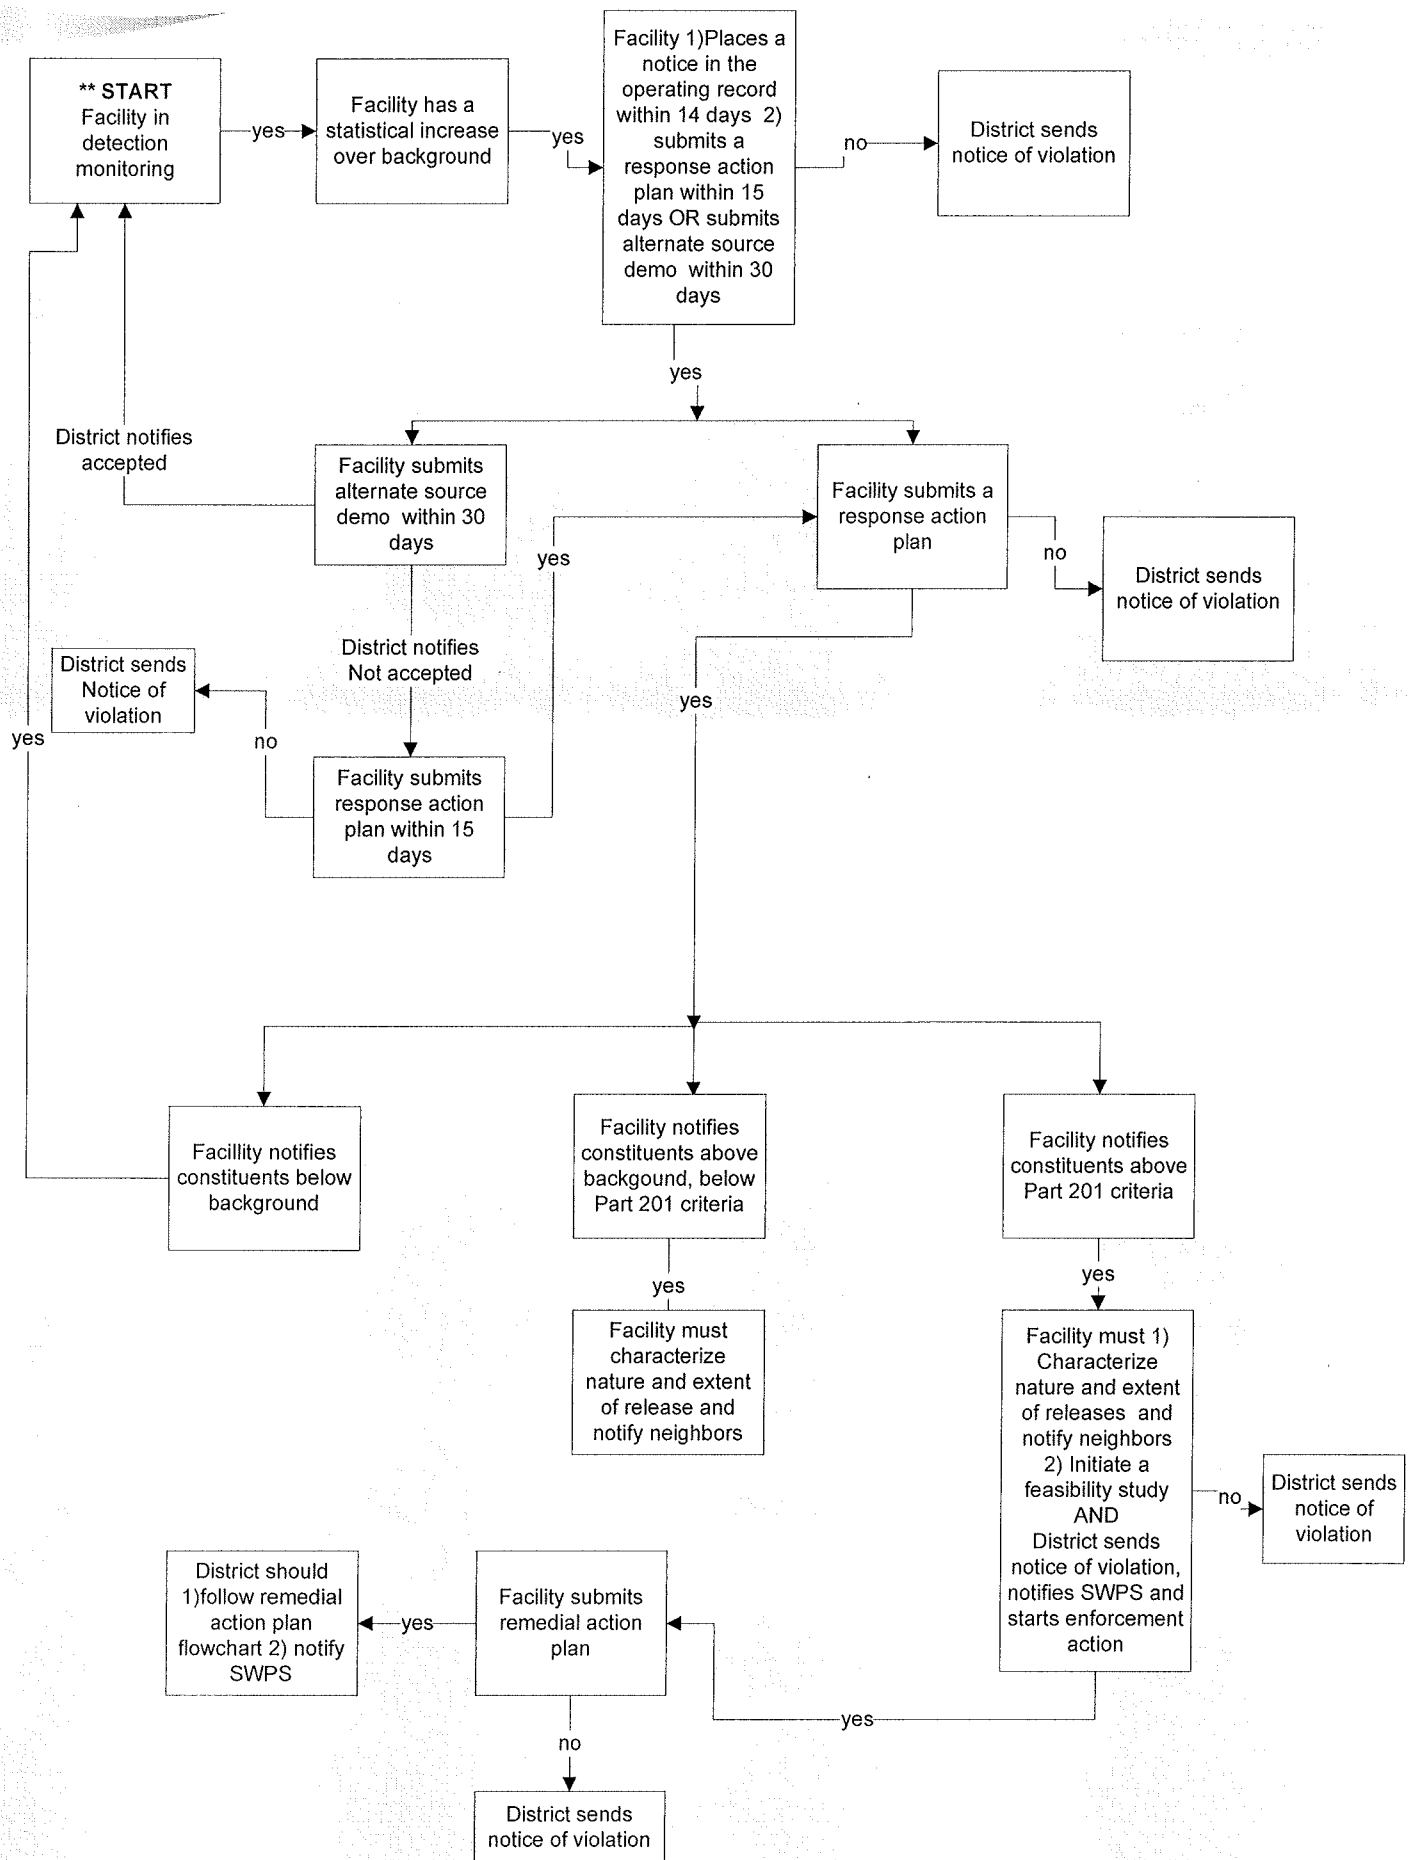 ** START
Facility in
detection
monitoring
yes
Facility has a
statistical increase
over background
yes
Facility 1)Places a
notice in the
operating record
within 14 days 2)
submits a
response action
plan within 15
days OR submits
alternate source
demo within 30
days
no
District sends
notice of violation
yes
District notifies
accepted
Facility submits
alternate source
demo within 30
days
yes
Facility submits a
response action
plan
no
District sends
notice of violation
District notifies
Not accepted
District sends
Notice of
violation
no
yes
yes
Facility submits
response action
plan within 15
days
Facillity notifies
constituents below
background
Facility notifies
constituents above
backgound, below
Part 201 criteria
Facility notifies
constituents above
Part 201 criteria
yes
yes
Facility must
characterize
nature and extent
of release and
notify neighbors
Facility must 1)
Characterize
nature and extent
of releases and
notify neighbors
2) Initiate a
feasibility study
AND
District sends
notice of violation,
notifies SWPS and
starts enforcement
action
no
District sends
notice of
violation
District should
1)follow remedial
action plan
flowchart 2) notify
SWPS
yes
Facility submits
remedial action
plan
yes
no
District sends
notice of violation